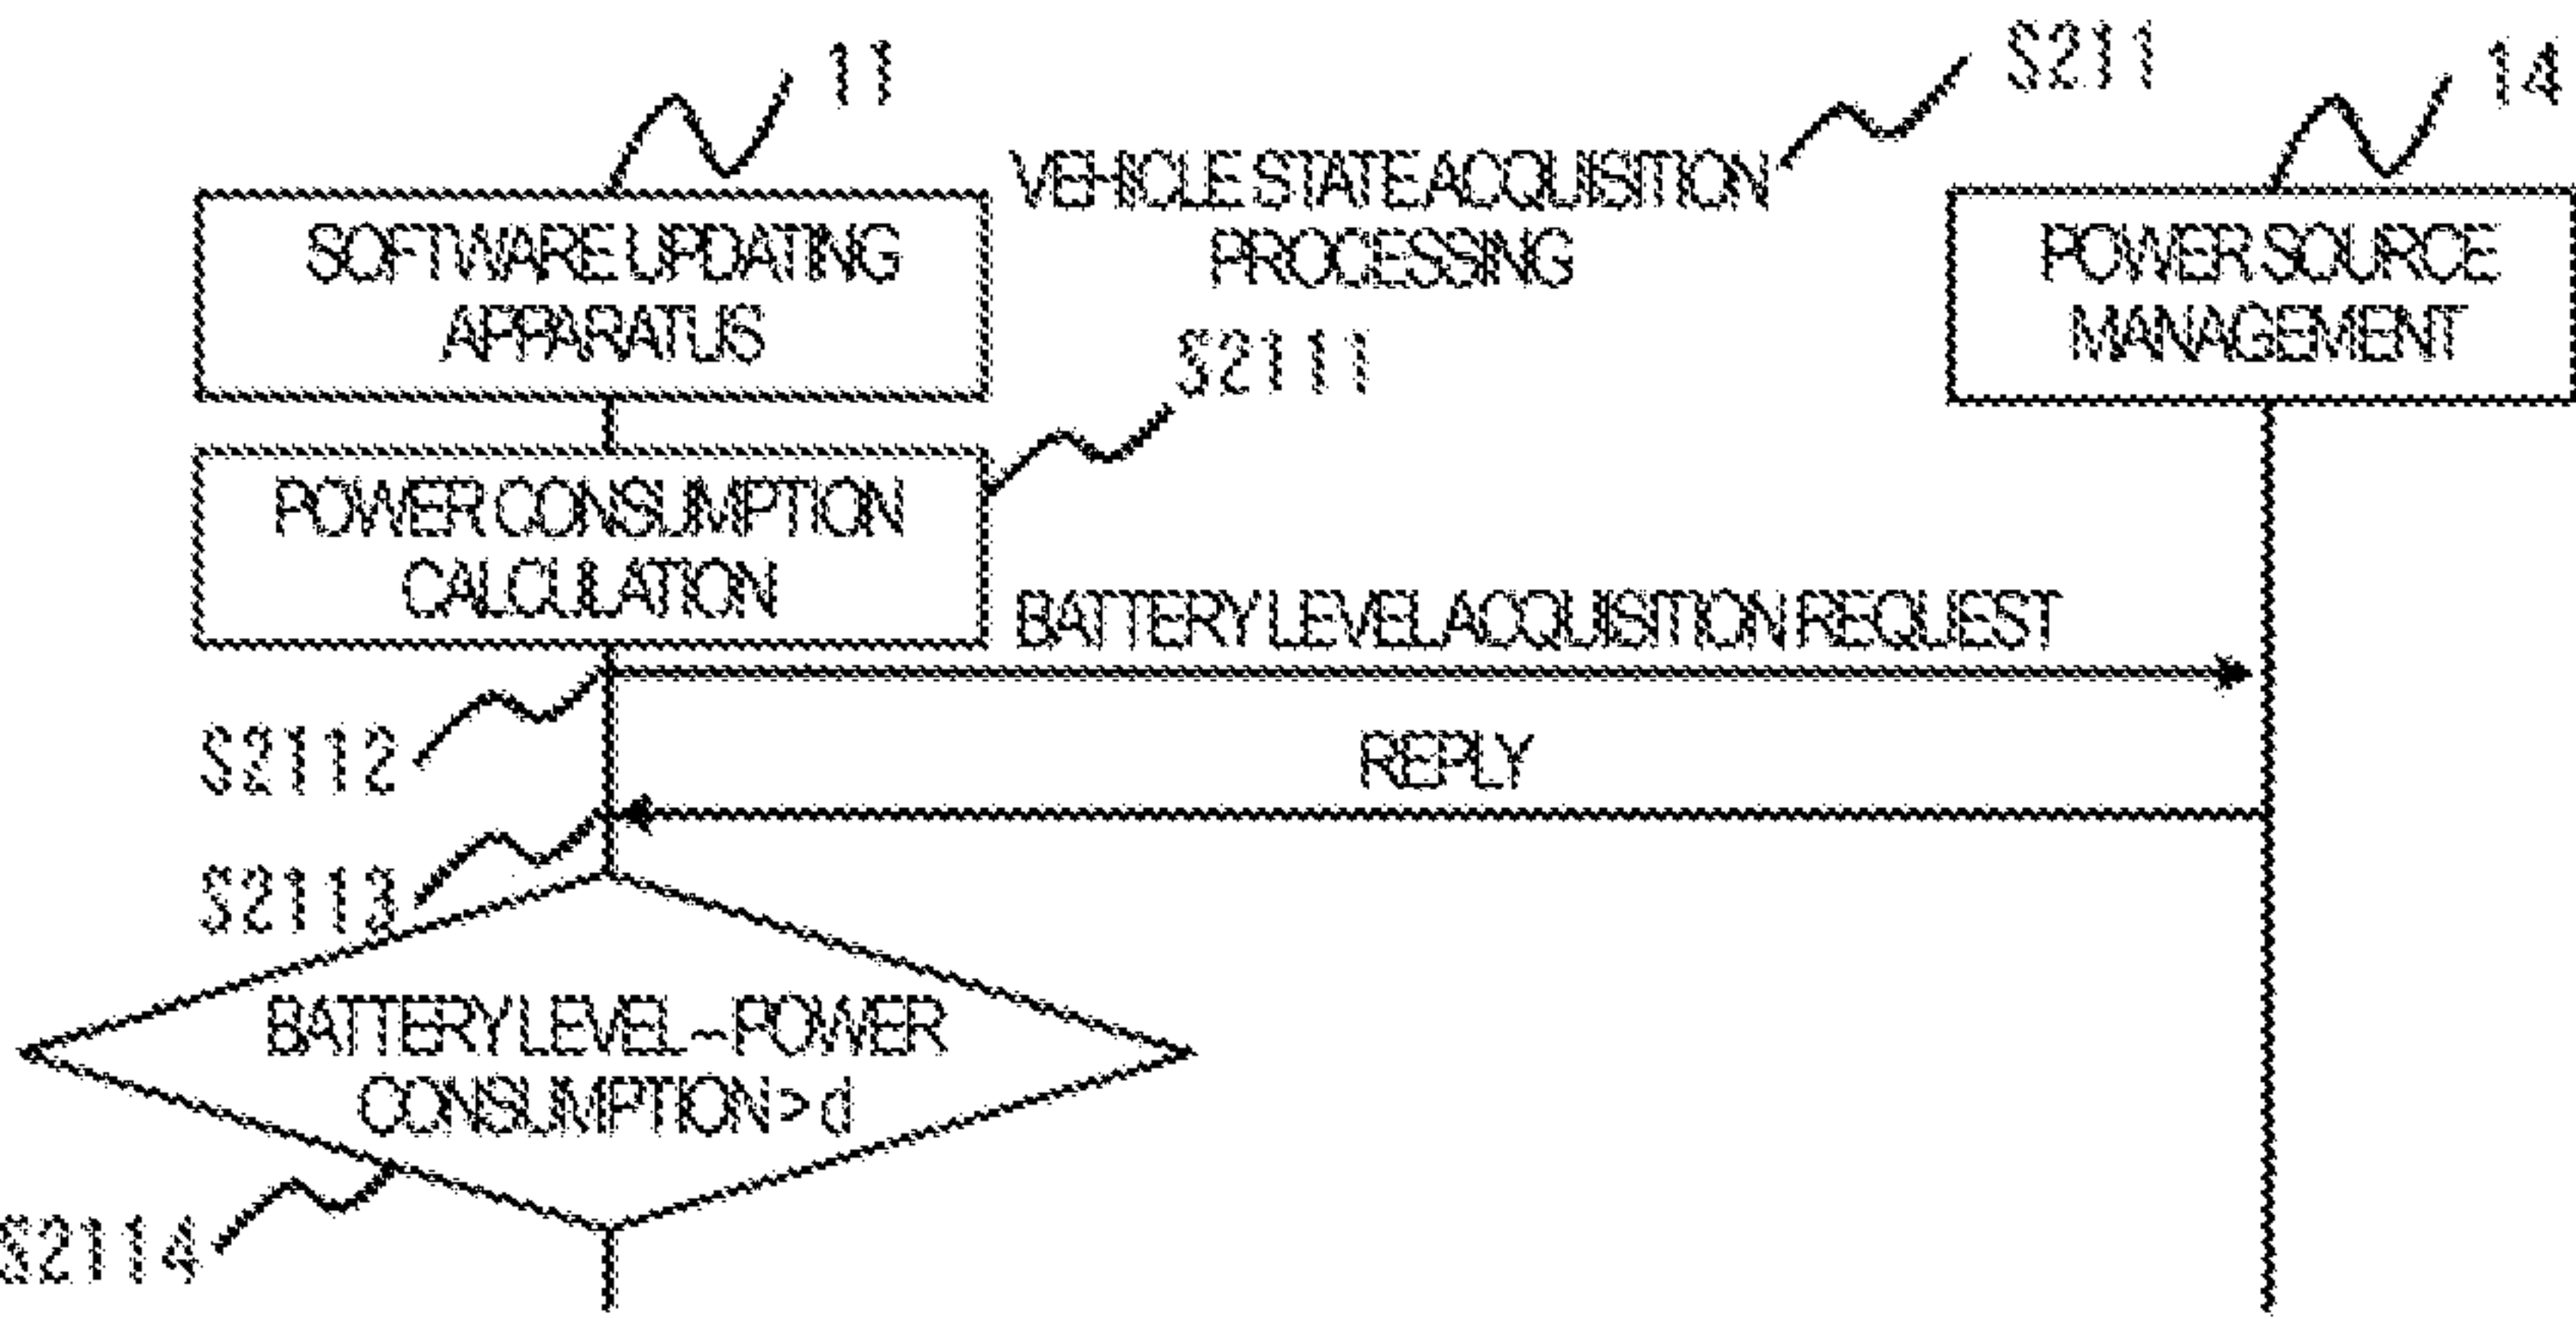 11
S211
14
VEHICLE STATE ACQUISITION
PROCESSING
SOFTWARE UPDATING
APPARATUS
POWER SOURCE
MANAGEMENT
S2111
POWER CONSUMPTION
CALCULATION
BATTERY LEVEL ACQUISITION REQUEST
S2112
REPLY
S2113
BATTERY LEVEL – POWER
CONSUMPTION > d
S2114